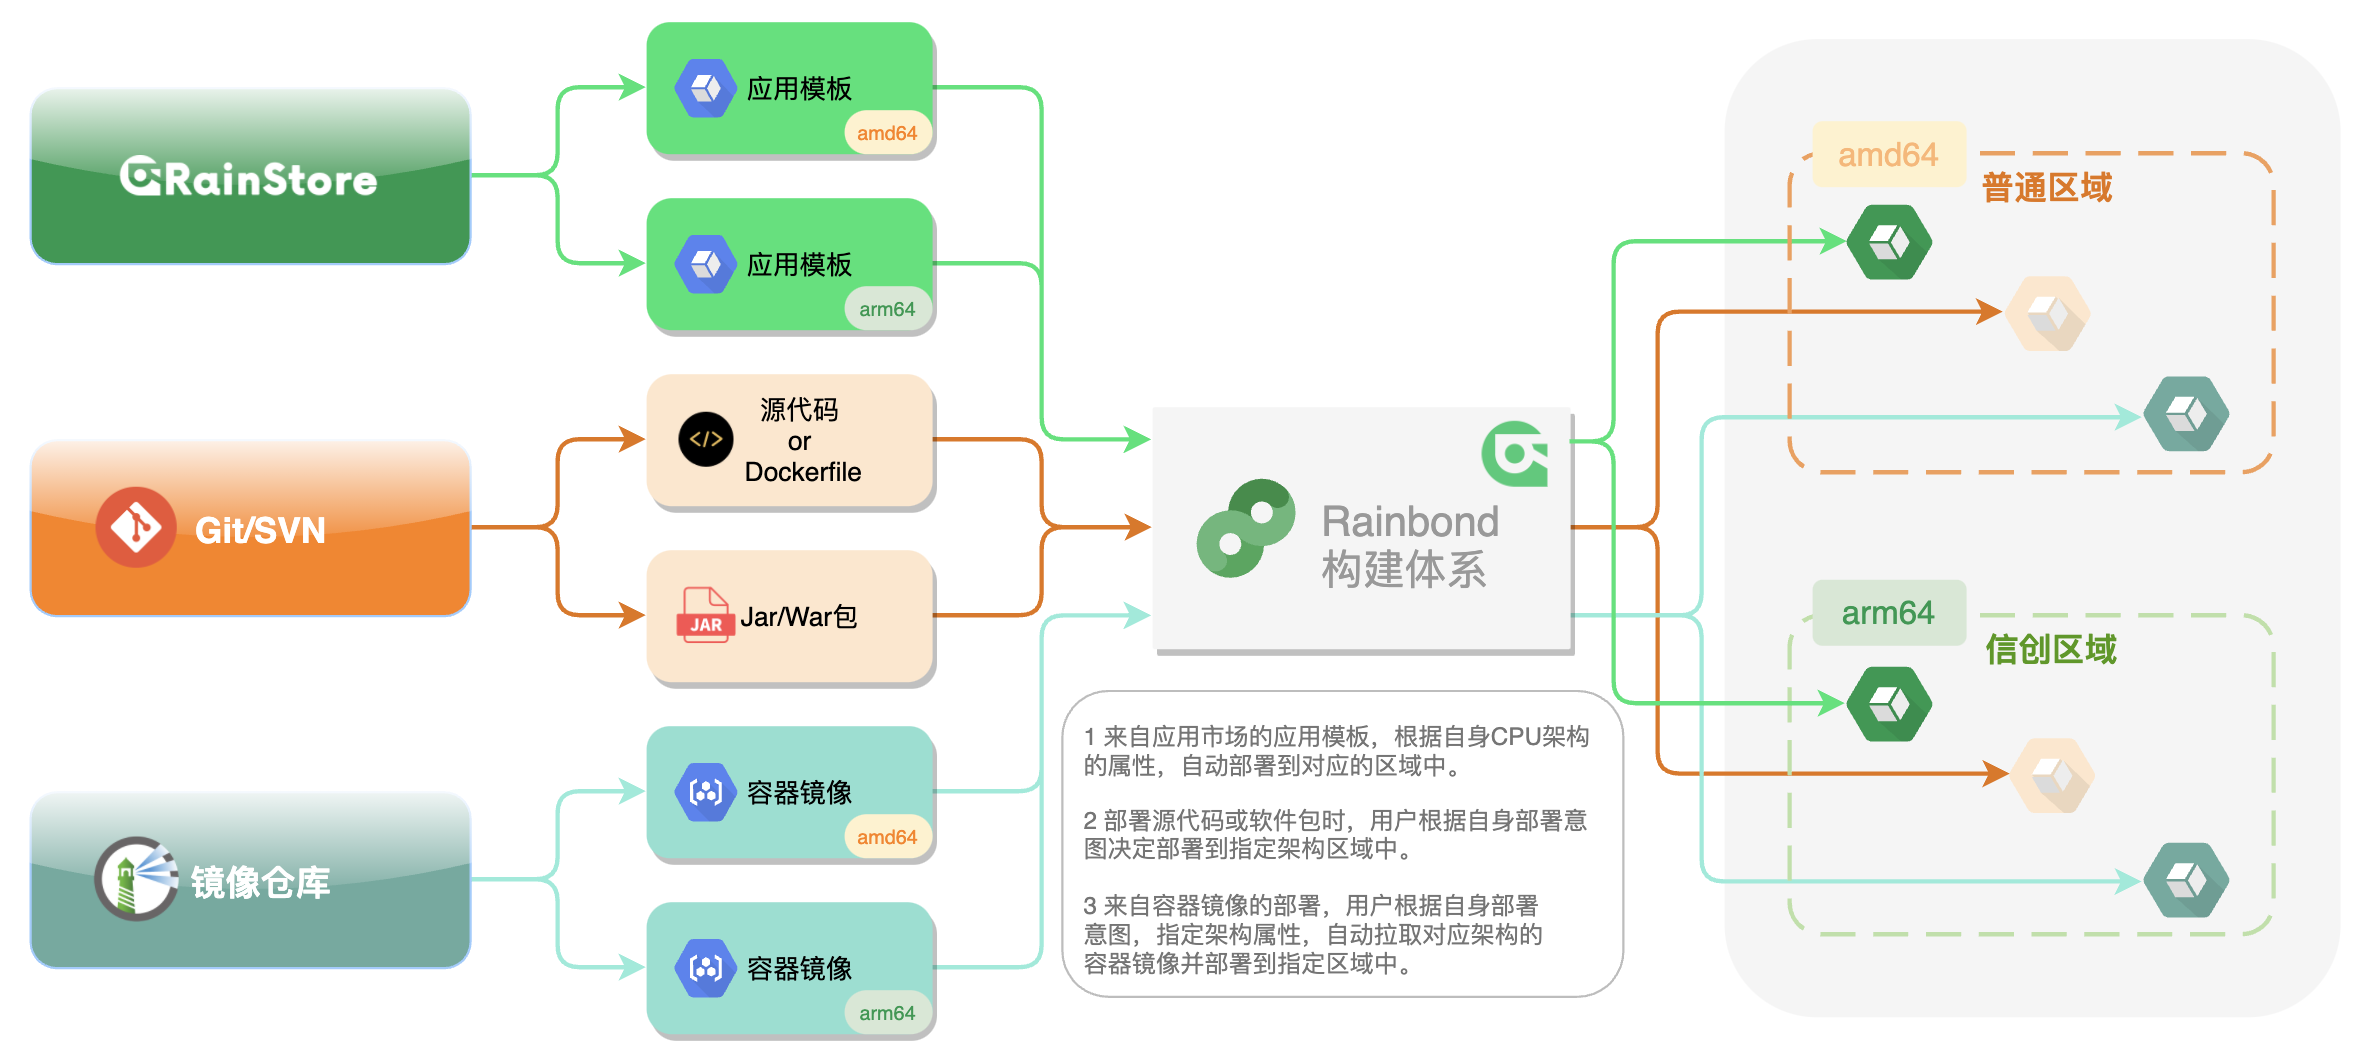 RainStore
应用模板
amd64
应用模板
arm64
Git/SVN
源代码
or
Dockerfile
JAR
Jar/War包
镜像仓库
容器镜像
amd64
容器镜像
arm64
Rainbond
构建体系
1 来自应用市场的应用模板，根据自身CPU架构
的属性，自动部署到对应的区域中。
2 部署源代码或软件包时，用户根据自身部署意
图决定部署到指定架构区域中。
3 来自容器镜像的部署，用户根据自身部署
意图，指定架构属性，自动拉取对应架构的
容器镜像并部署到指定区域中。
amd64
普通区域
arm64
信创区域